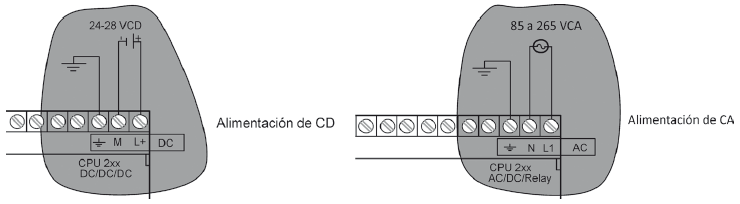 24-28 VCD
- +
M L+ DC
CPU 2xx
DC/DC/DC
Alimentación de CD
85 a 265 VCA
N L1 AC
CPU 2xx
AC/DC/Relay
Alimentación de CA